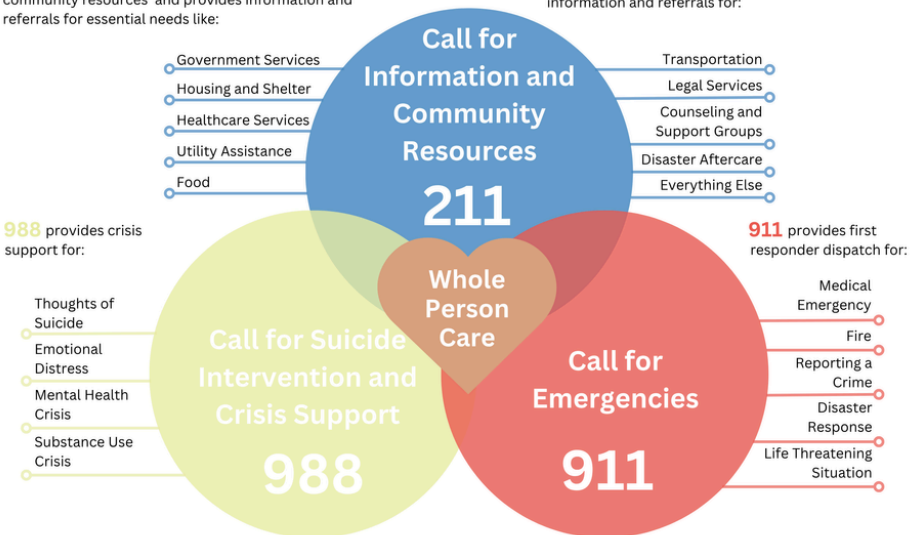 community resources and provides information and
referrals for essential needs like:
information and referrals for:
Call for
Information and
Community
Resources
211
Government Services
Housing and Shelter
Healthcare Services
Utility Assistance
Food
Transportation
Legal Services
Counseling and
Support Groups
Disaster Aftercare
Everything Else
988 provides crisis
support for:
Thoughts of
Suicide
Emotional
Distress
Mental Health
Crisis
Substance Use
Crisis
Call for Suicide
Intervention and
Crisis Support
988
Whole
Person
Care
911 provides first
responder dispatch for:
Medical
Emergency
Fire
Reporting a
Crime
Disaster
Response
Life Threatening
Situation
Call for
Emergencies
911